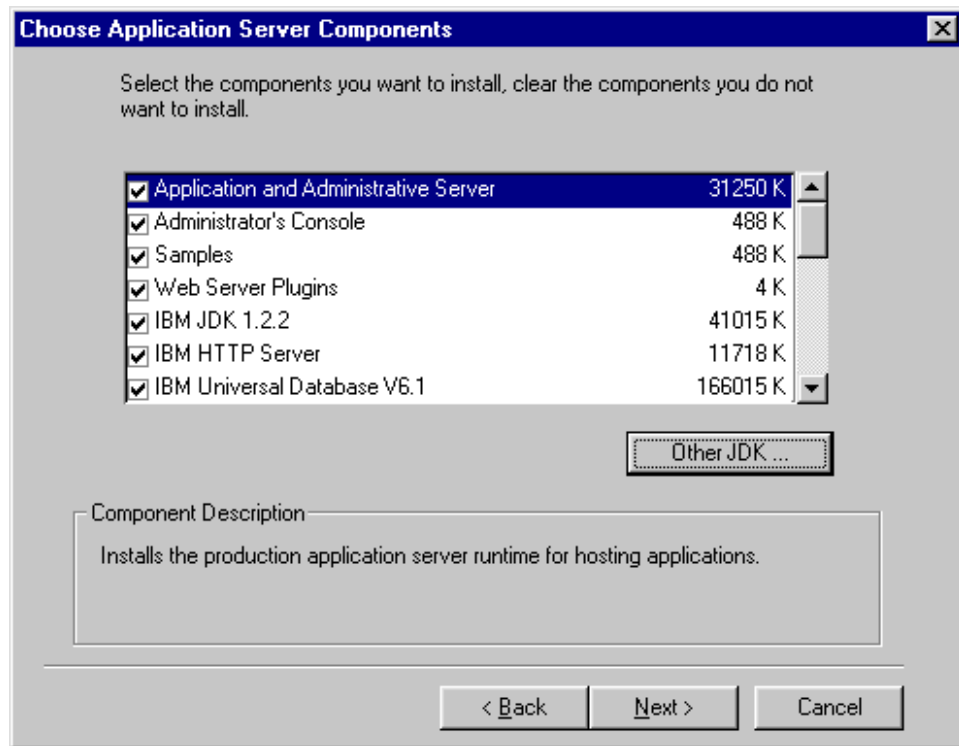 Choose Application Server Components
Select the components you want to install, clear the components you do not
want to install.
Application and Administrative Server 31250 K
Administrator's Console 488 K
Samples 488 K
Web Server Plugins 4 K
IBM JDK 1.2.2 41015 K
IBM HTTP Server 11718 K
IBM Universal Database V6.1 166015 K
Other JDK ...
Component Description
Installs the production application server runtime for hosting applications.
< Back Next > Cancel